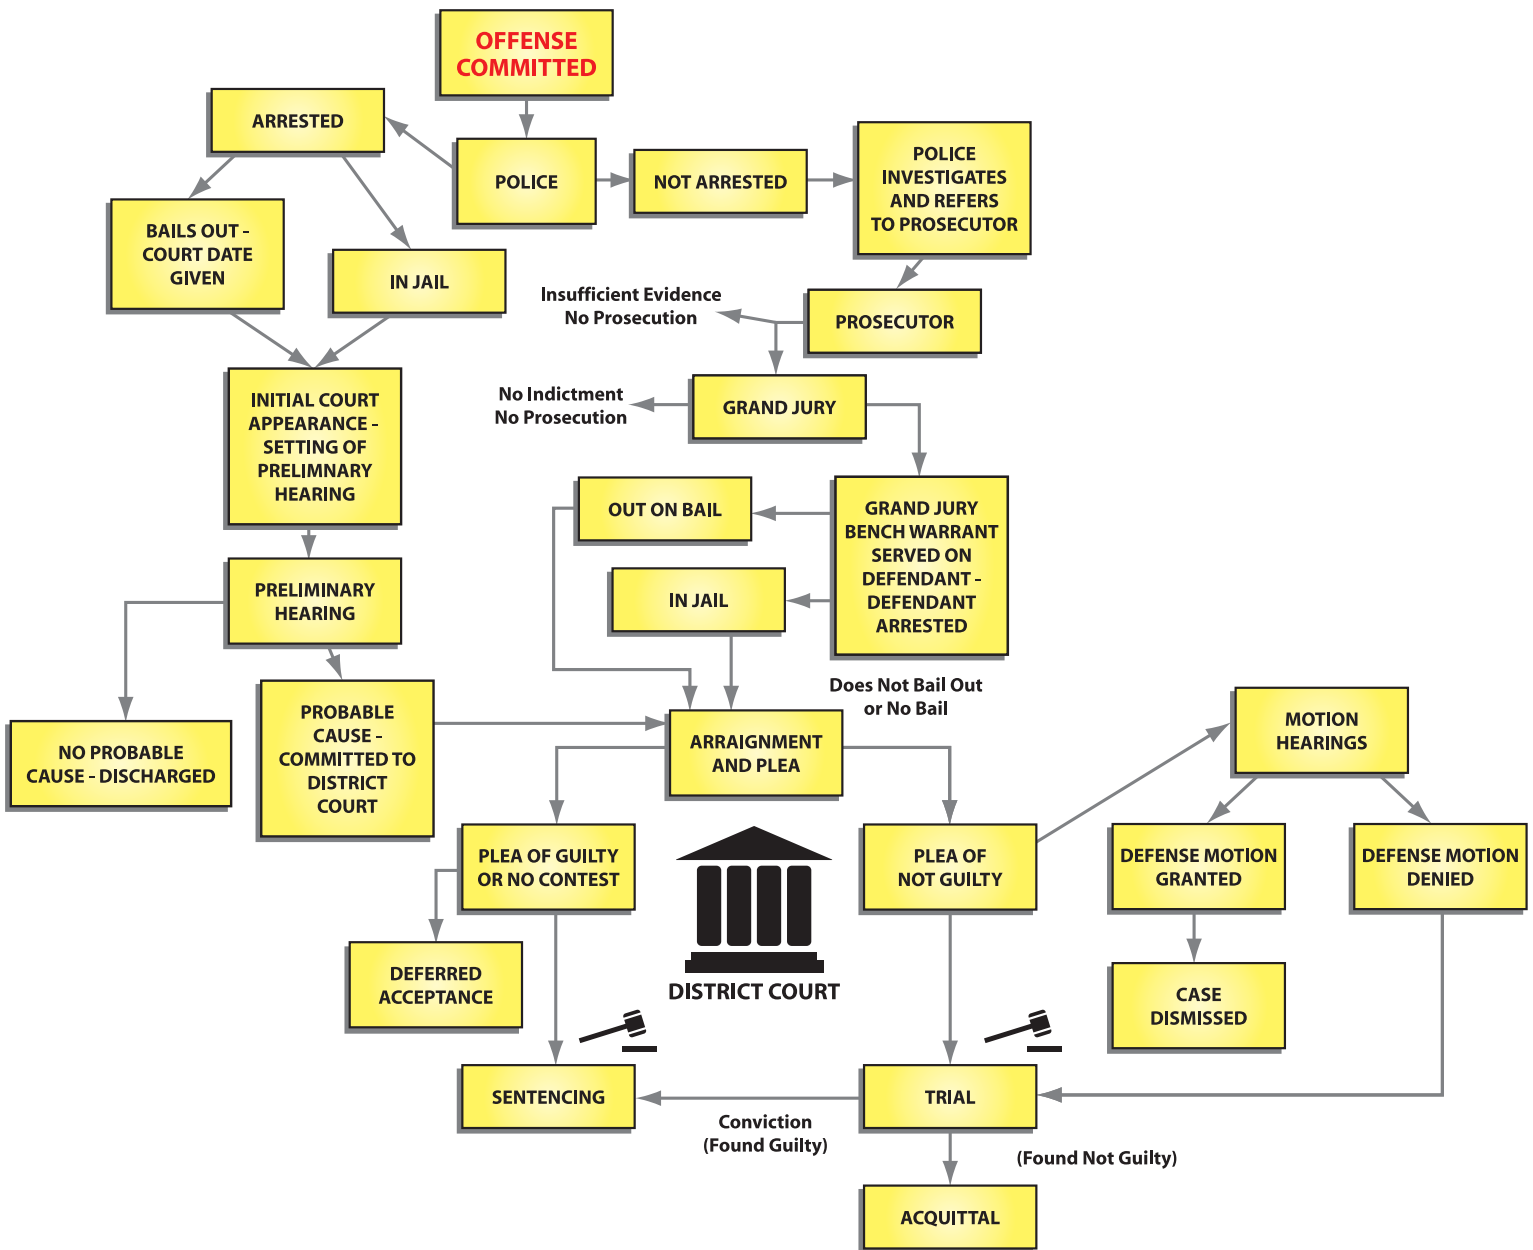 OFFENSE
COMMITTED
ARRESTED
POLICE
NOT ARRESTED
POLICE
INVESTIGATES
AND REFERS
TO PROSECUTOR
BAILS OUT –
COURT DATE
GIVEN
IN JAIL
Insufficient Evidence
No Prosecution
PROSECUTOR
INITIAL COURT
APPEARANCE –
SETTING OF
PRELIMNARY
HEARING
No Indictment
No Prosecution
GRAND JURY
OUT ON BAIL
GRAND JURY
BENCH WARRANT
SERVED ON
DEFENDANT –
DEFENDANT
ARRESTED
IN JAIL
PRELIMINARY
HEARING
Does Not Bail Out
or No Bail
NO PROBABLE
CAUSE – DISCHARGED
PROBABLE
CAUSE –
COMMITTED TO
DISTRICT
COURT
ARRAIGNMENT
AND PLEA
MOTION
HEARINGS
PLEA OF GUILTY
OR NO CONTEST
PLEA OF
NOT GUILTY
DEFENSE MOTION
GRANTED
DEFENSE MOTION
DENIED
DEFERRED
ACCEPTANCE
DISTRICT COURT
CASE
DISMISSED
SENTENCING
Conviction
(Found Guilty)
TRIAL
(Found Not Guilty)
ACQUITTAL